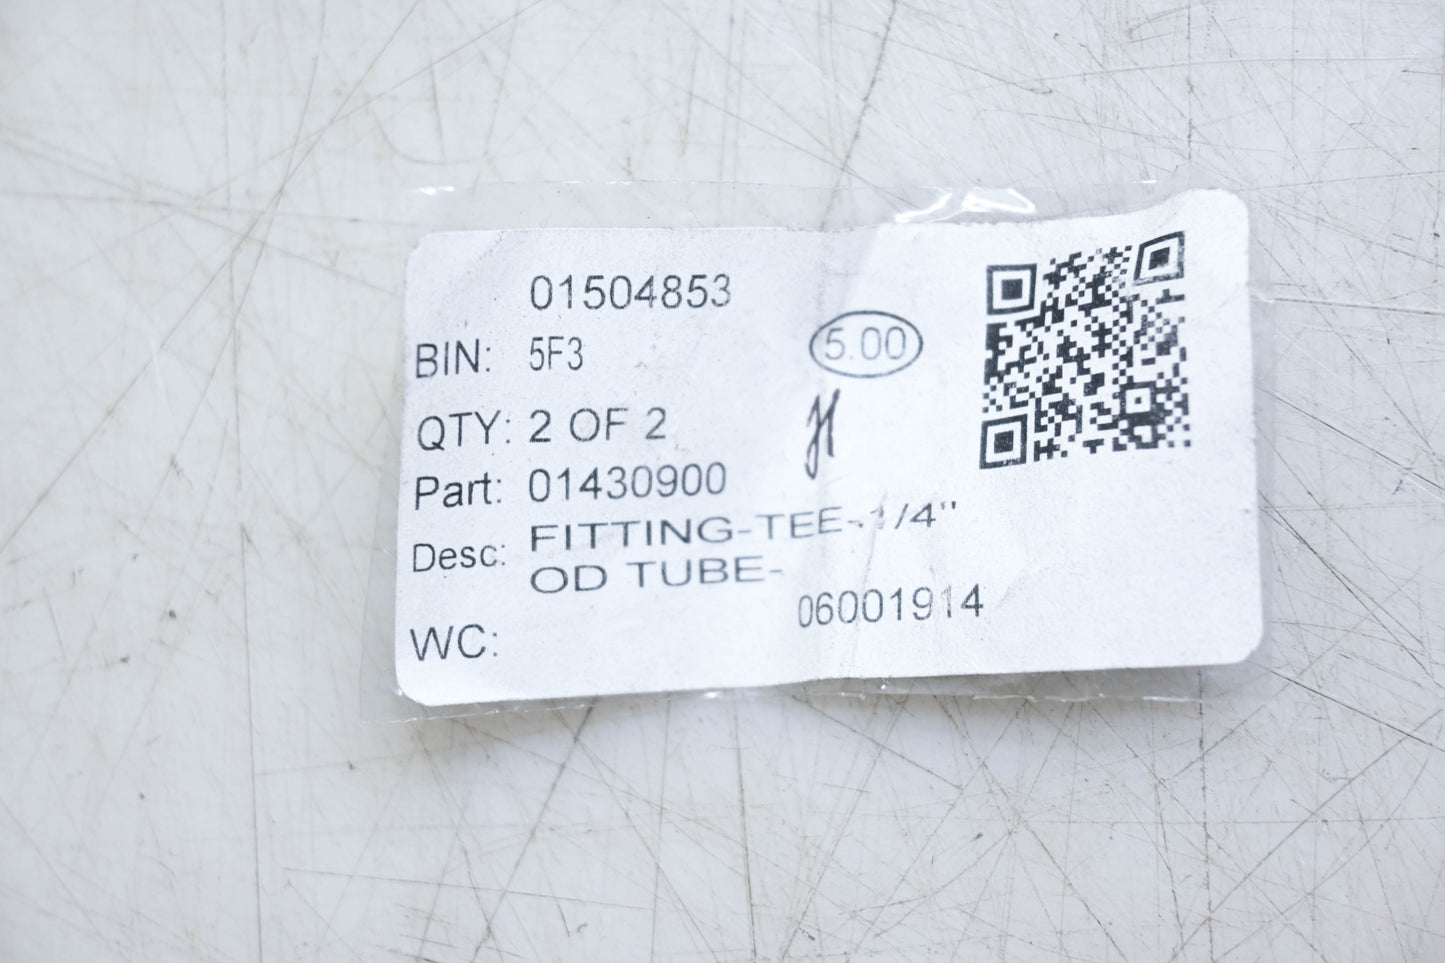 01504853
BIN: 5F3
5.00
QTY: 2 OF 2
Part: 01430900
Desc: FITTING-TEE-1/4"
OD TUBE-
06001914
WC: